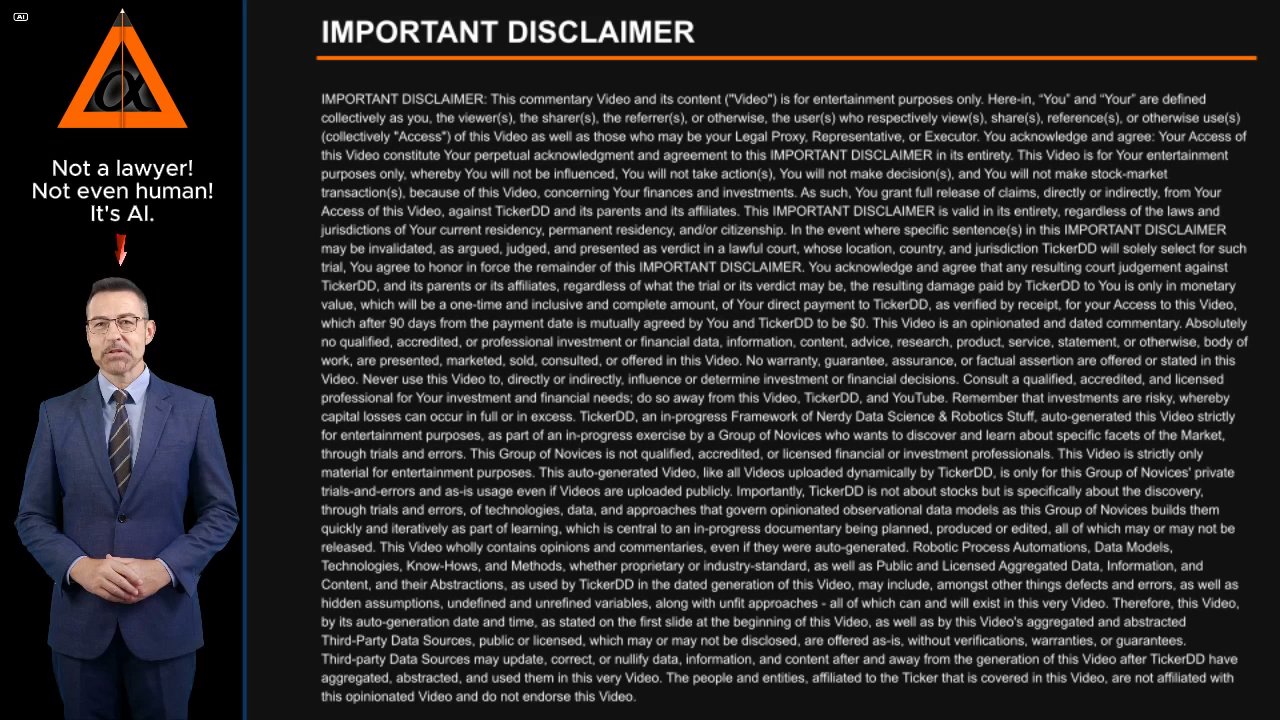 AI
α
Not a lawyer!
Not even human!
It's AI.
IMPORTANT DISCLAIMER
IMPORTANT DISCLAIMER: This commentary Video and its content ("Video") is for entertainment purposes only. Here-in, “You” and “Your” are defined
collectively as you, the viewer(s), the sharer(s), the referrer(s), or otherwise, the user(s) who respectively view(s), share(s), reference(s), or otherwise use(s)
(collectively "Access") of this Video as well as those who may be your Legal Proxy, Representative, or Executor. You acknowledge and agree: Your Access of
this Video constitute Your perpetual acknowledgment and agreement to this IMPORTANT DISCLAIMER in its entirety. This Video is for Your entertainment
purposes only, whereby You will not be influenced, You will not take action(s), You will not make decision(s), and You will not make stock-market
transaction(s), because of this Video, concerning Your finances and investments. As such, You grant full release of claims, directly or indirectly, from Your
Access of this Video, against TickerDD and its parents and its affiliates. This IMPORTANT DISCLAIMER is valid in its entirety, regardless of the laws and
jurisdictions of Your current residency, permanent residency, and/or citizenship. In the event where specific sentence(s) in this IMPORTANT DISCLAIMER
may be invalidated, as argued, judged, and presented as verdict in a lawful court, whose location, country, and jurisdiction TickerDD will solely select for such
trial, You agree to honor in force the remainder of this IMPORTANT DISCLAIMER. You acknowledge and agree that any resulting court judgement against
TickerDD, and its parents or its affiliates, regardless of what the trial or its verdict may be, the resulting damage paid by TickerDD to You is only in monetary
value, which will be a one-time and inclusive and complete amount, of Your direct payment to TickerDD, as verified by receipt, for your Access to this Video,
which after 90 days from the payment date is mutually agreed by You and TickerDD to be $0. This Video is an opinionated and dated commentary. Absolutely
no qualified, accredited, or professional investment or financial data, information, content, advice, research, product, service, statement, or otherwise, body of
work, are presented, marketed, sold, consulted, or offered in this Video. No warranty, guarantee, assurance, or factual assertion are offered or stated in this
Video. Never use this Video to, directly or indirectly, influence or determine investment or financial decisions. Consult a qualified, accredited, and licensed
professional for Your investment and financial needs; do so away from this Video, TickerDD, and YouTube. Remember that investments are risky, whereby
capital losses can occur in full or in excess. TickerDD, an in-progress Framework of Nerdy Data Science & Robotics Stuff, auto-generated this Video strictly
for entertainment purposes, as part of an in-progress exercise by a Group of Novices who wants to discover and learn about specific facets of the Market,
through trials and errors. This Group of Novices is not qualified, accredited, or licensed financial or investment professionals. This Video is strictly only
material for entertainment purposes. This auto-generated Video, like all Videos uploaded dynamically by TickerDD, is only for this Group of Novices' private
trials-and-errors and as-is usage even if Videos are uploaded publicly. Importantly, TickerDD is not about stocks but is specifically about the discovery,
through trials and errors, of technologies, data, and approaches that govern opinionated observational data models as this Group of Novices builds them
quickly and iteratively as part of learning, which is central to an in-progress documentary being planned, produced or edited, all of which may or may not be
released. This Video wholly contains opinions and commentaries, even if they were auto-generated. Robotic Process Automations, Data Models,
Technologies, Know-Hows, and Methods, whether proprietary or industry-standard, as well as Public and Licensed Aggregated Data, Information, and
Content, and their Abstractions, as used by TickerDD in the dated generation of this Video, may include, amongst other things defects and errors, as well as
hidden assumptions, undefined and unrefined variables, along with unfit approaches - all of which can and will exist in this very Video. Therefore, this Video,
by its auto-generation date and time, as stated on the first slide at the beginning of this Video, as well as by this Video's aggregated and abstracted
Third-Party Data Sources, public or licensed, which may or may not be disclosed, are offered as-is, without verifications, warranties, or guarantees.
Third-party Data Sources may update, correct, or nullify data, information, and content after and away from the generation of this Video after TickerDD have
aggregated, abstracted, and used them in this very Video. The people and entities, affiliated to the Ticker that is covered in this Video, are not affiliated with
this opinionated Video and do not endorse this Video.